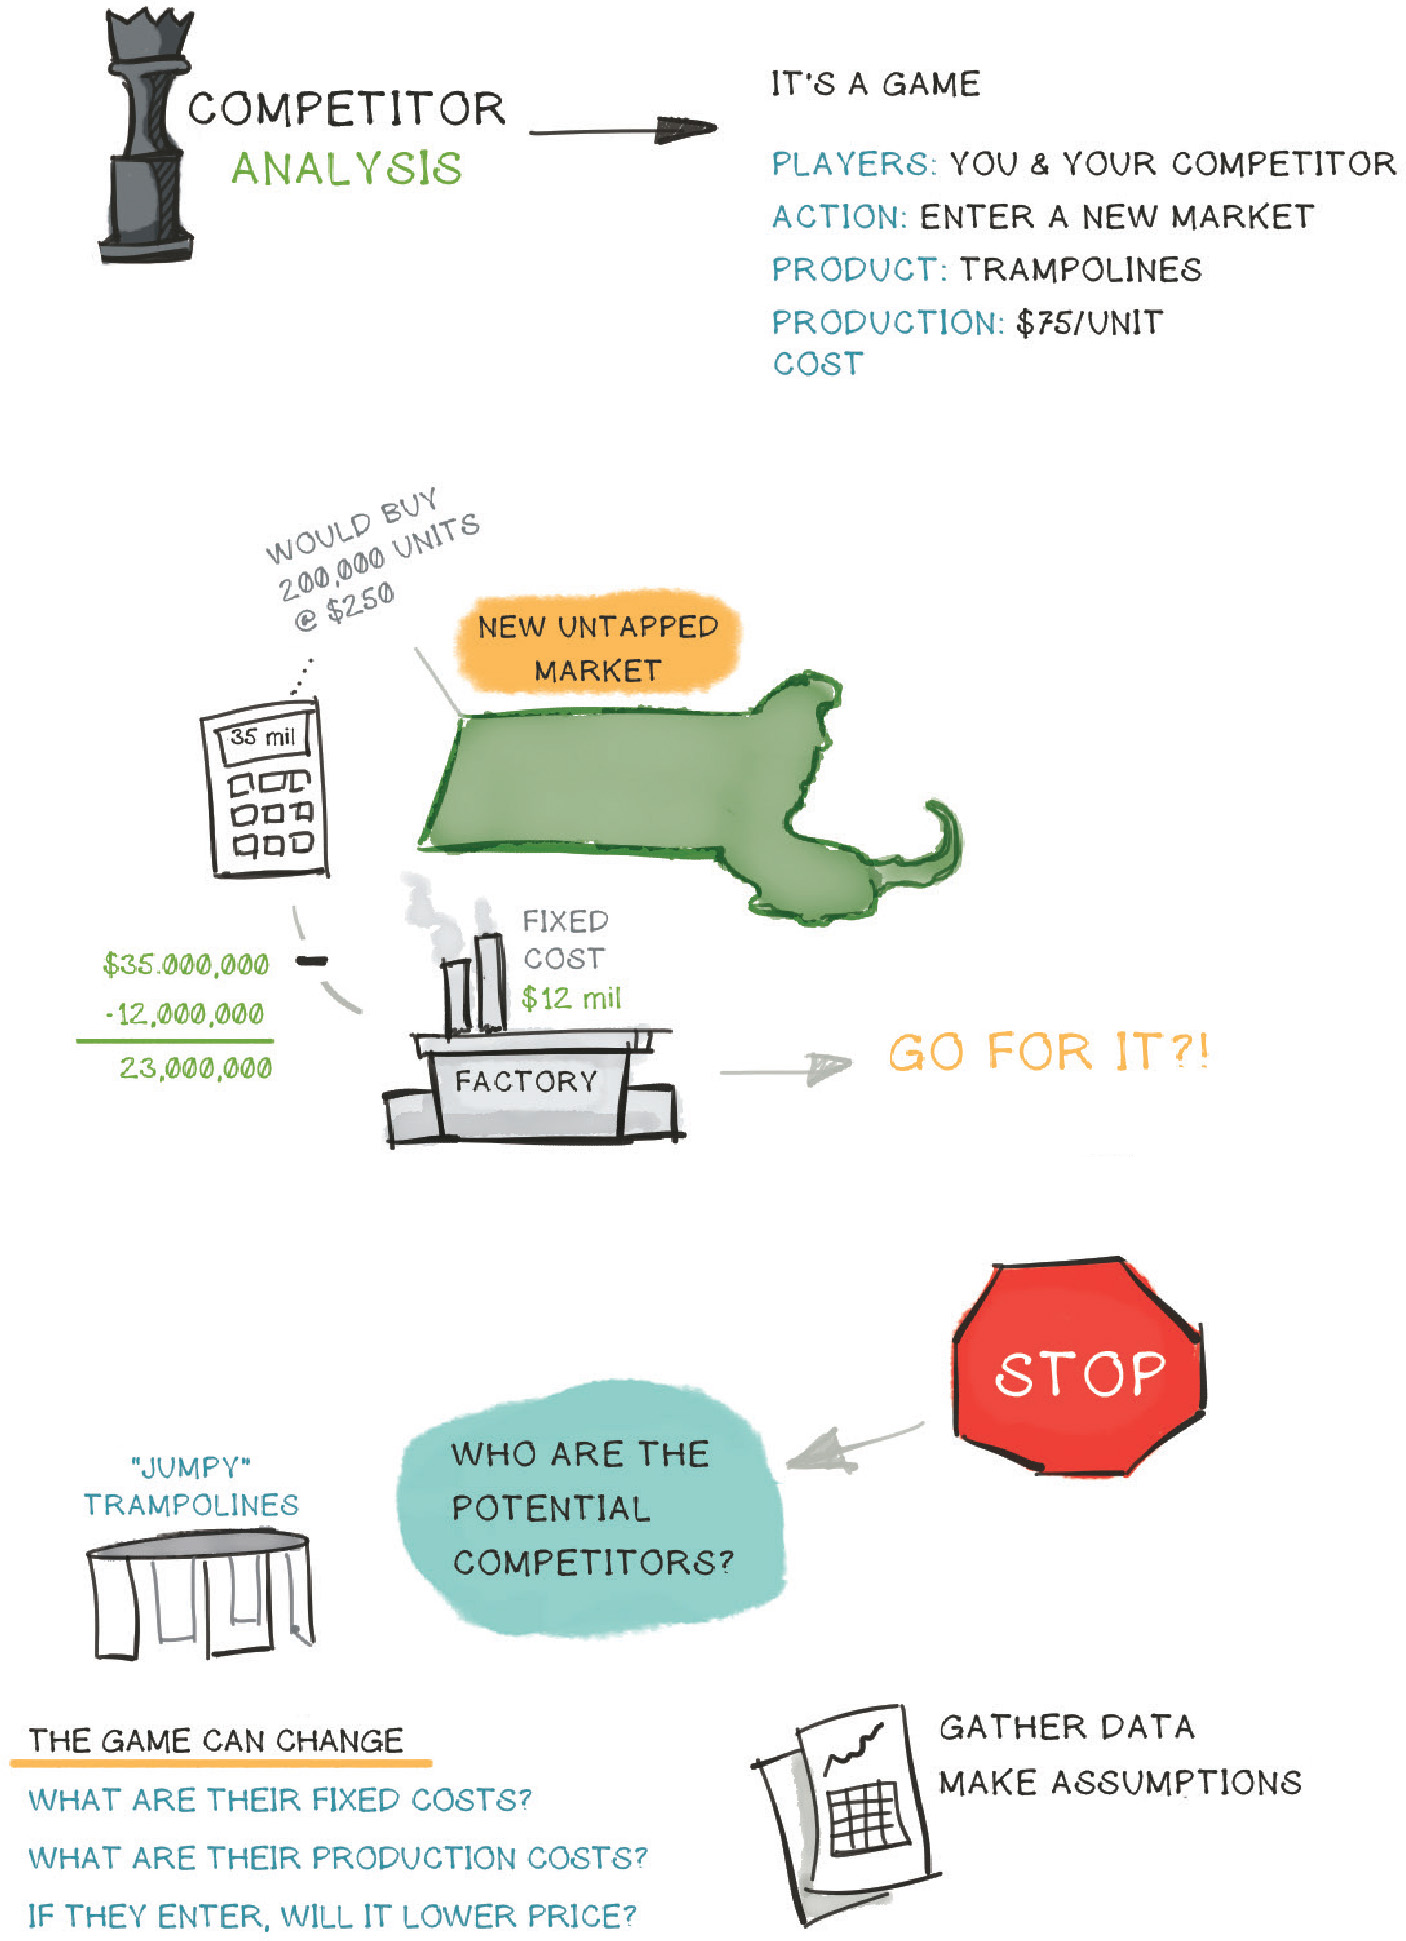 COMPETITOR
ANALYSIS
IT'S A GAME
PLAYERS: YOU & YOUR COMPETITOR
ACTION: ENTER A NEW MARKET
PRODUCT: TRAMPOLINES
PRODUCTION: $75/UNIT
COST
WOULD BUY
200,000 UNITS
@ $250
NEW UNTAPPED
MARKET
35 mil
$35.000,000
-12,000,000
23,000,000
FIXED
COST
$12 mil
FACTORY
GO FOR IT?!
STOP
WHO ARE THE
POTENTIAL
COMPETITORS?
"JUMPY"
TRAMPOLINES
THE GAME CAN CHANGE
WHAT ARE THEIR FIXED COSTS?
WHAT ARE THEIR PRODUCTION COSTS?
IF THEY ENTER, WILL IT LOWER PRICE?
GATHER DATA
MAKE ASSUMPTIONS